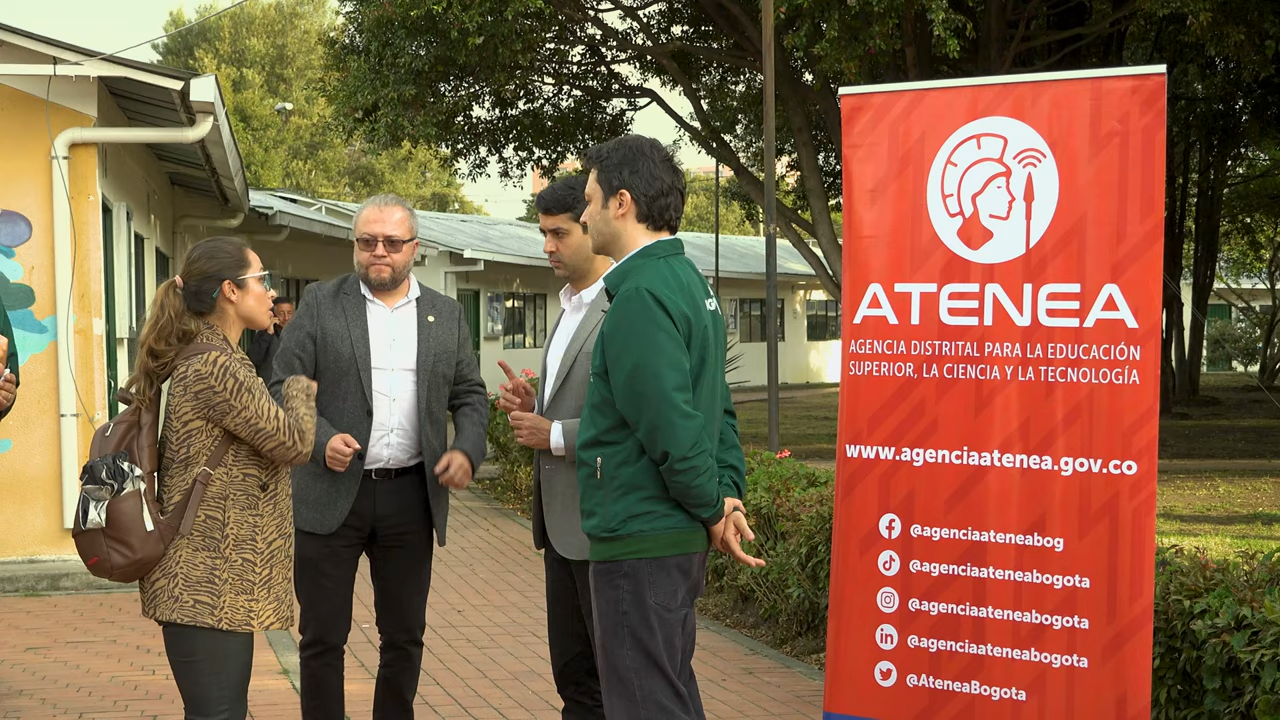 ATENEA
AGENCIA DISTRITAL PARA LA EDUCACIÓN
SUPERIOR, LA CIENCIA Y LA TECNOLOGÍA
www.agenciaatenea.gov.co
@agenciaateneabog
@agenciaateneabogota
@agenciaateneabogota
@agenciaateneabogota
@AteneaBogota